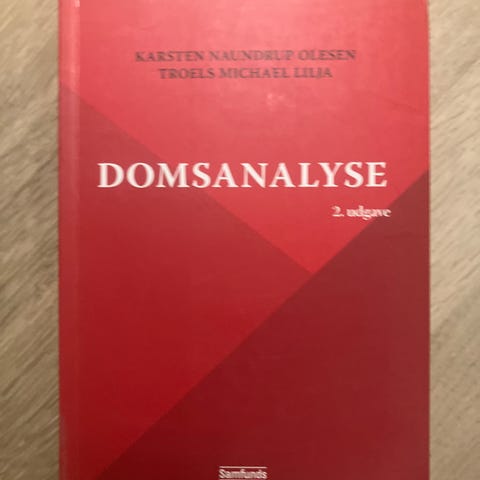 KARSTEN NAUNDRUP OLESEN
TROELS MICHAEL LILJA
DOMSANALYSE
2. udgave
Samfunds